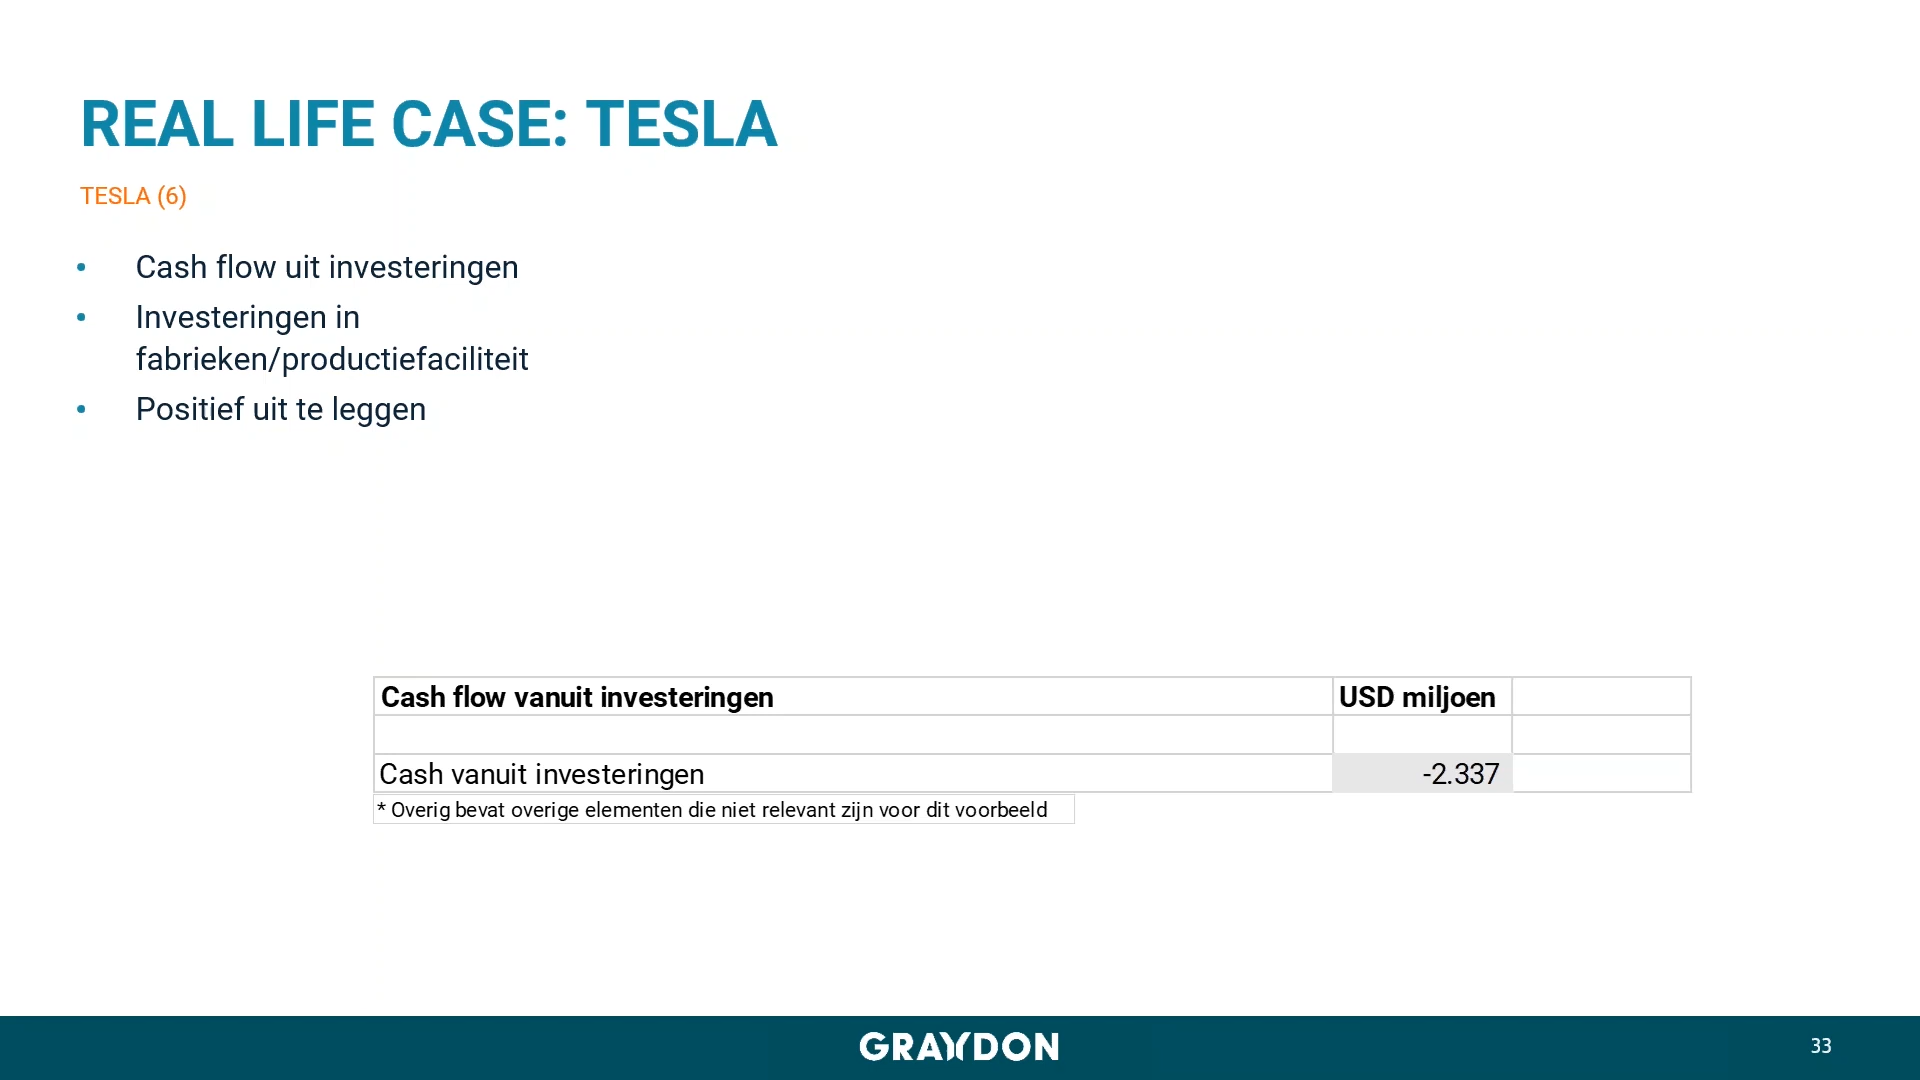 REAL LIFE CASE: TESLA
TESLA (6)
• Cash flow uit investeringen
• Investeringen in
fabrieken/productiefaciliteit
• Positief uit te leggen
Cash flow vanuit investeringen USD miljoen
Cash vanuit investeringen -2.337
* Overig bevat overige elementen die niet relevant zijn voor dit voorbeeld
GRAYDON
33